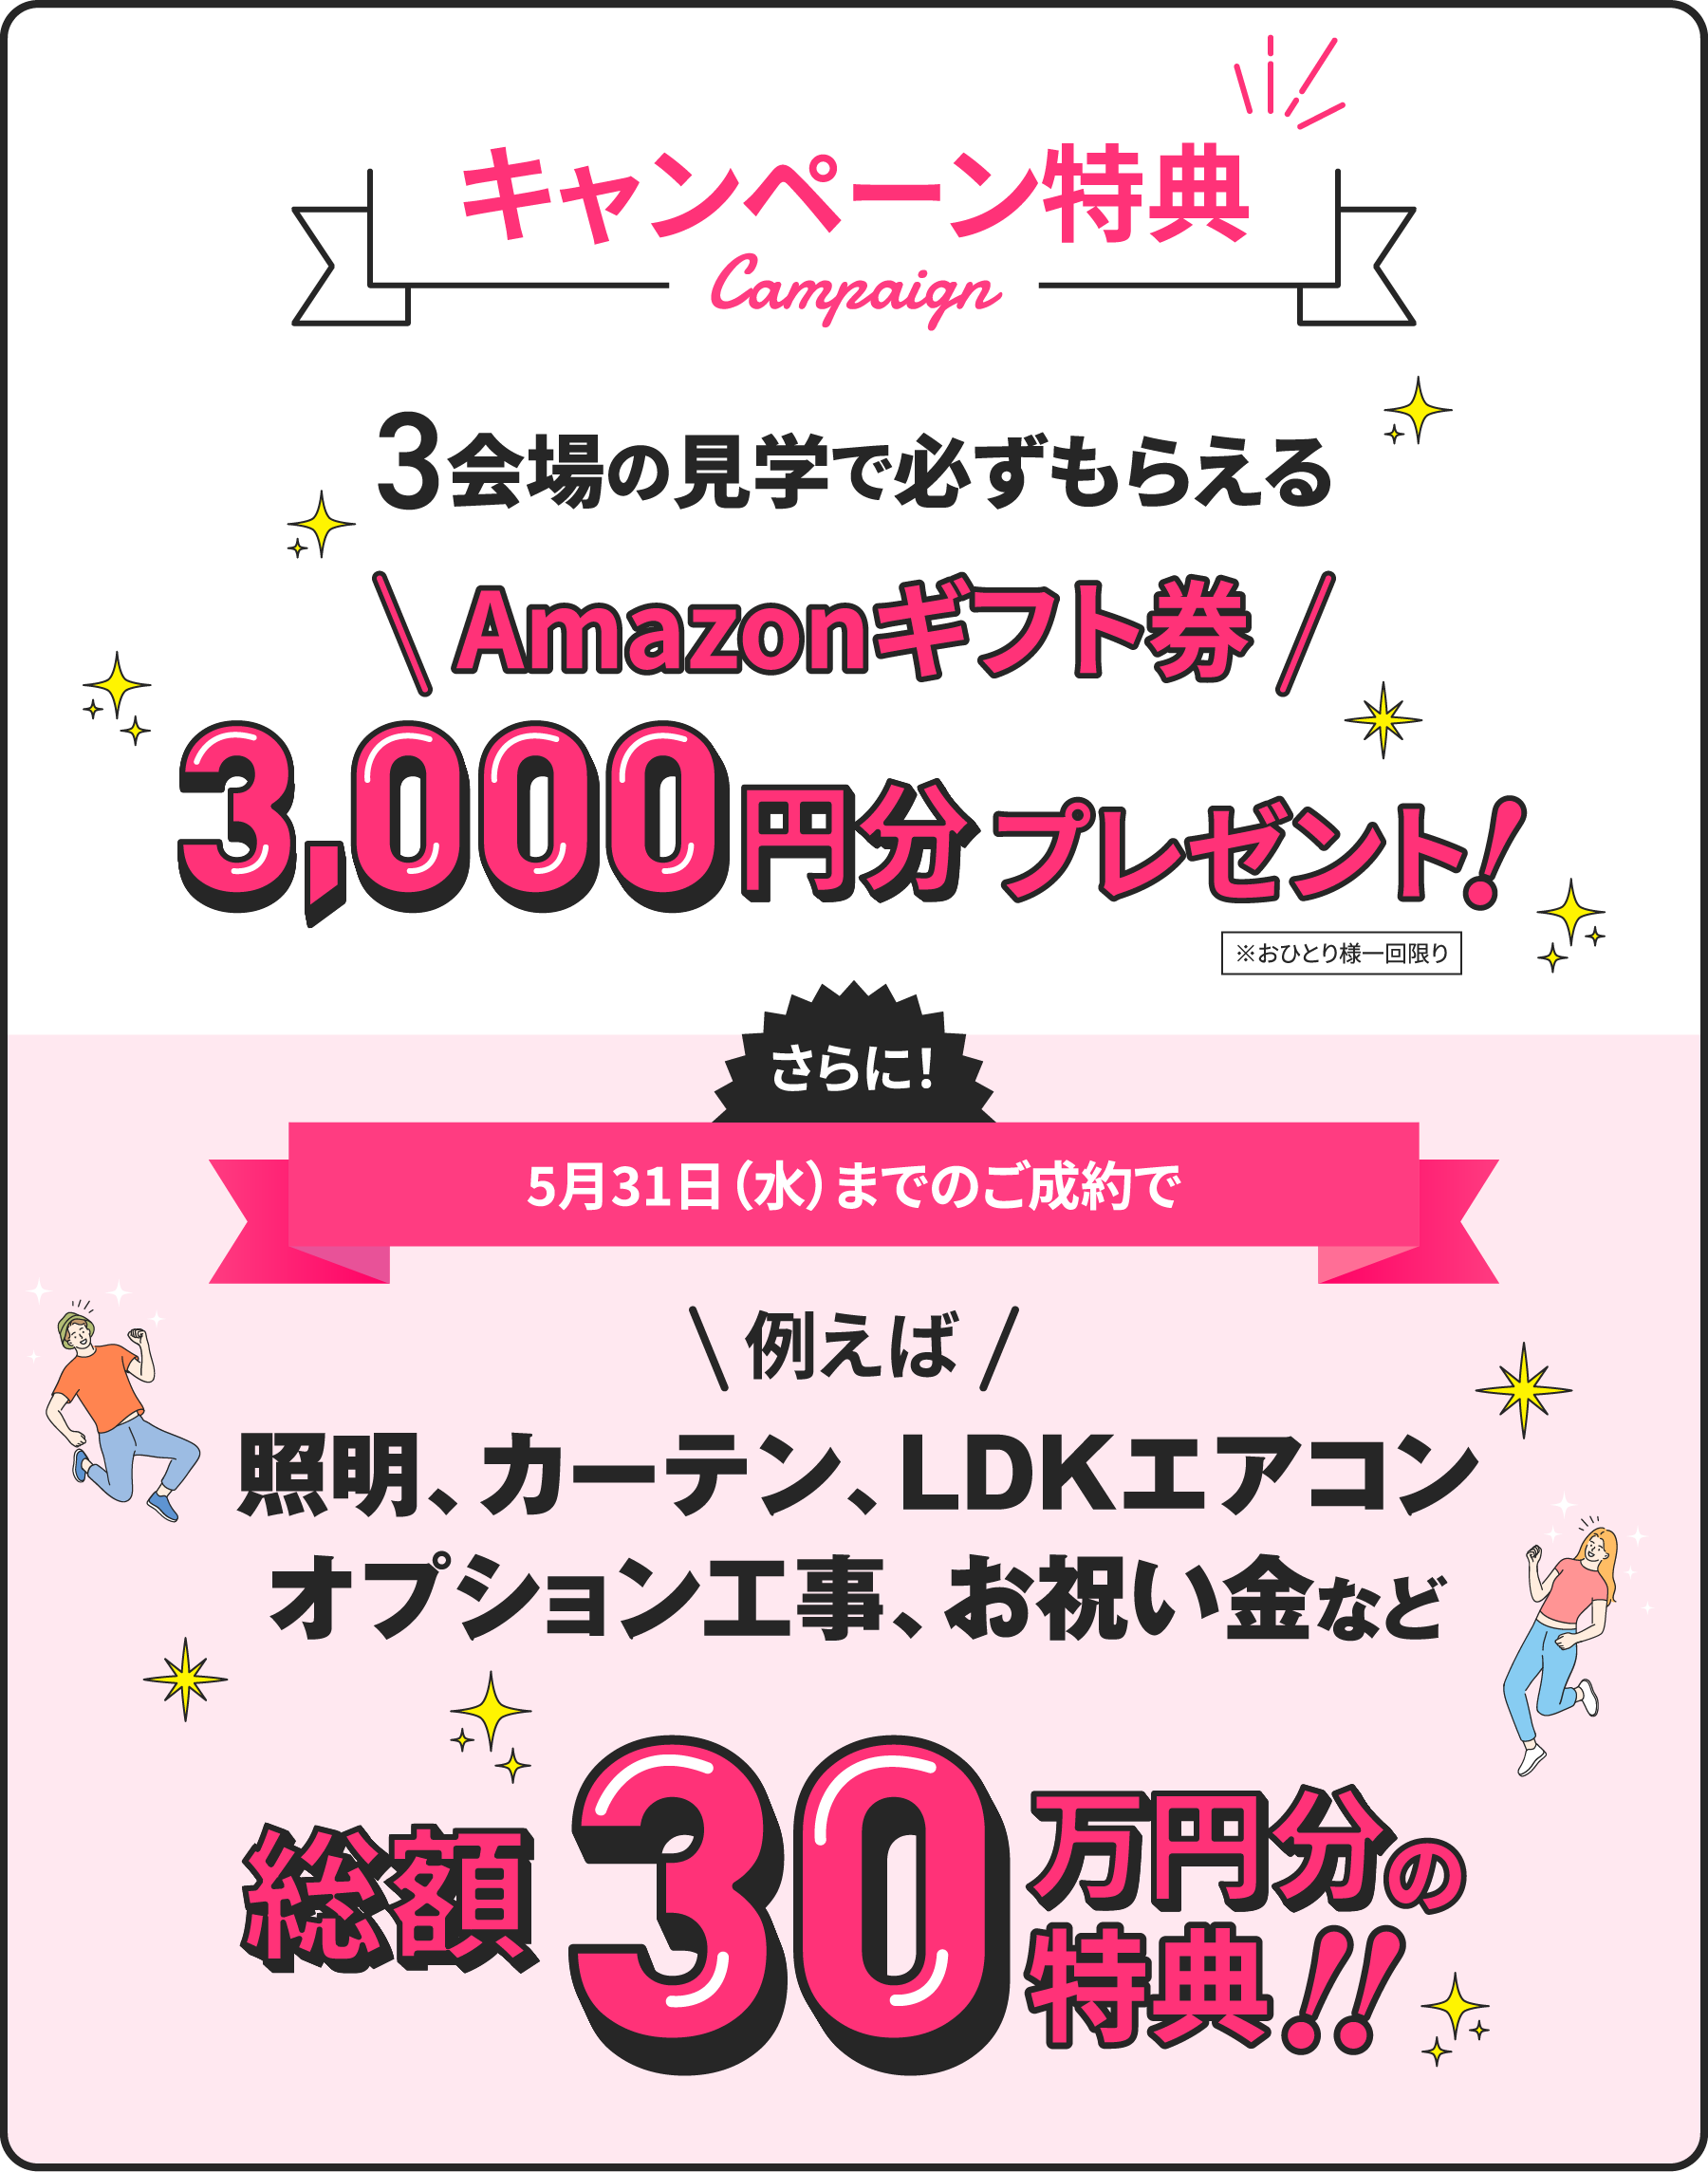 キャンペーン特典
Campaign
3会場の見学で必ずもらえる
Amazonギフト券
3,000円分プレゼント!
※おひとり様一回限り
さらに!
5月31日(水)までのご成約で
例えば
照明、カーテン、LDKエアコン
オプション工事、お祝い金など
総額30万円分の
特典!!